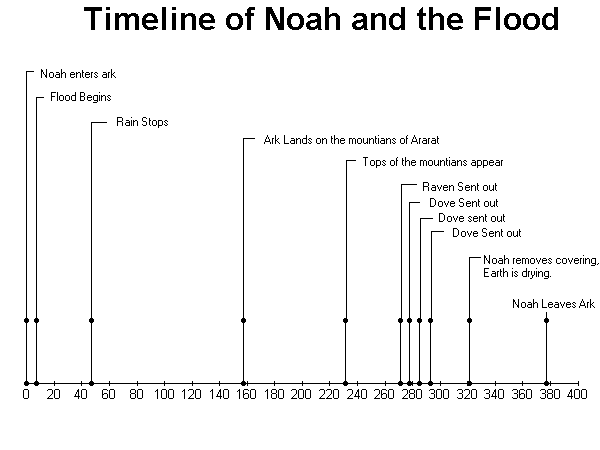 Timeline of Noah and the Flood
Noah enters ark
Flood Begins
Rain Stops
Ark Lands on the mountians of Ararat
Tops of the mountians appear
Raven Sent out
Dove Sent out
Dove sent out
Dove Sent out
Noah removes covering,
Earth is drying.
Noah Leaves Ark
0 20 40 60 80 100 120 140 160 180 200 220 240 260 280 300 320 340 360 380 400